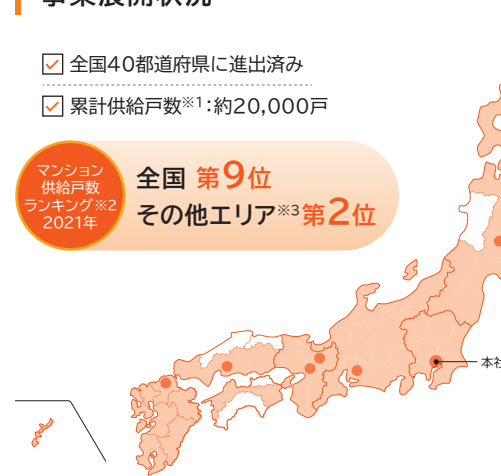 事業展開状況
全国40都道府県に進出済み
累計供給戸数※1：約20,000戸
マンション
供給戸数
ランキング※2
2021年
全国 第9位
その他エリア※3第2位
本社